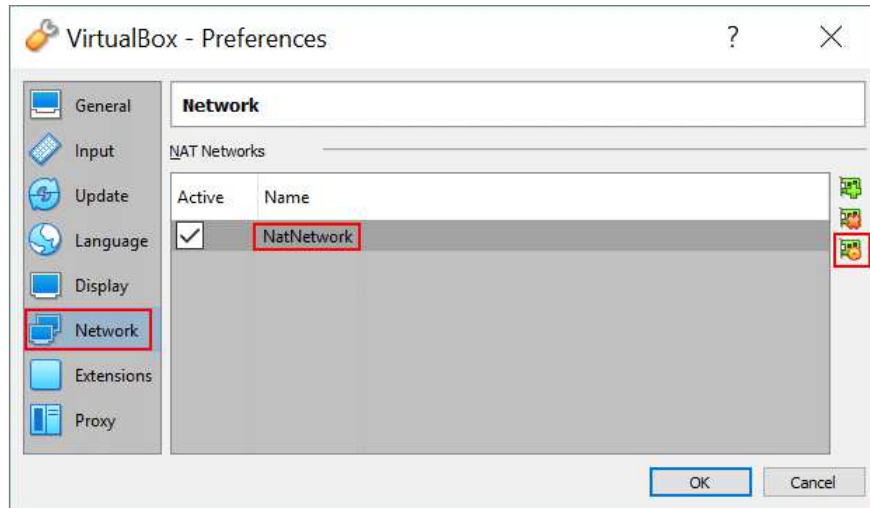 VirtualBox - Preferences
?
General
Input
Update
Language
Display
Network
Extensions
Proxy
Network
NAT Networks
Active Name
NatNetwork
OK Cancel